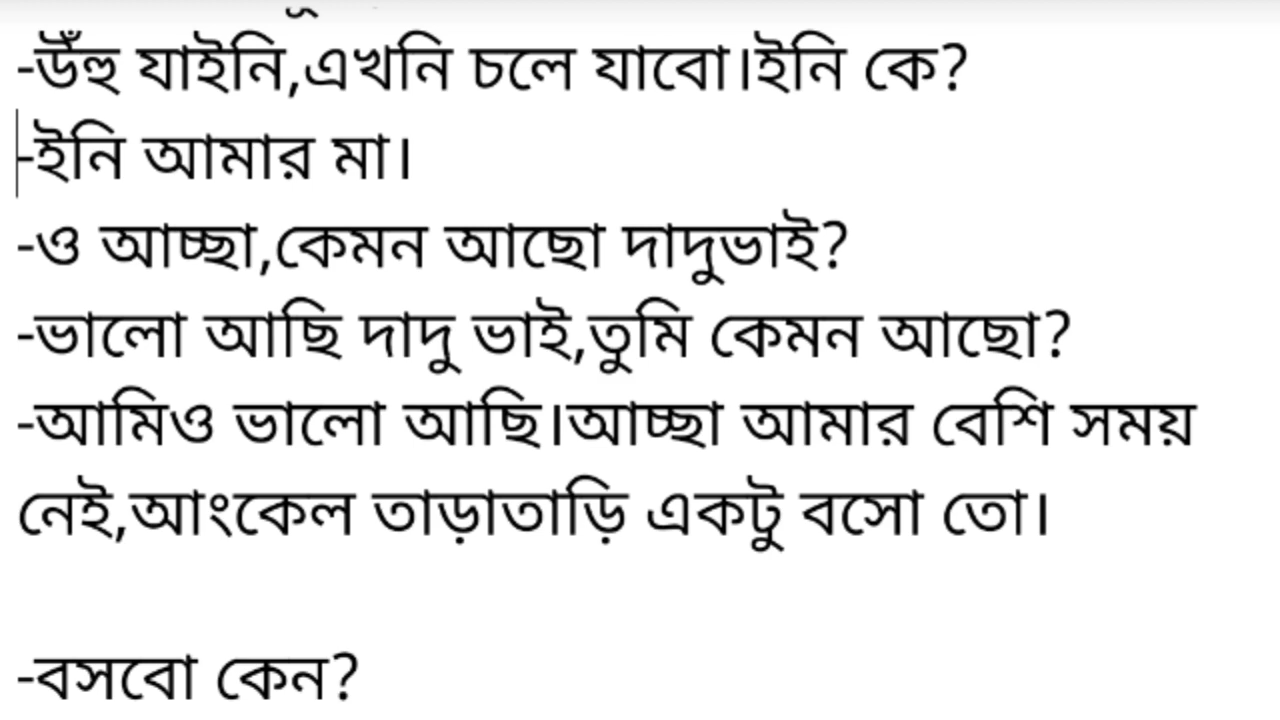 -উঁহু যাইনি,এখনি চলে যাবো।ইনি কে?
-ইনি আমার মা।
-ও আচ্ছা,কেমন আছো দাদুভাই?
-ভালো আছি দাদু ভাই,তুমি কেমন আছো?
-আমিও ভালো আছি।আচ্ছা আমার বেশি সময়
নেই,আংকেল তাড়াতাড়ি একটু বসো তো।
-বসবো কেন?